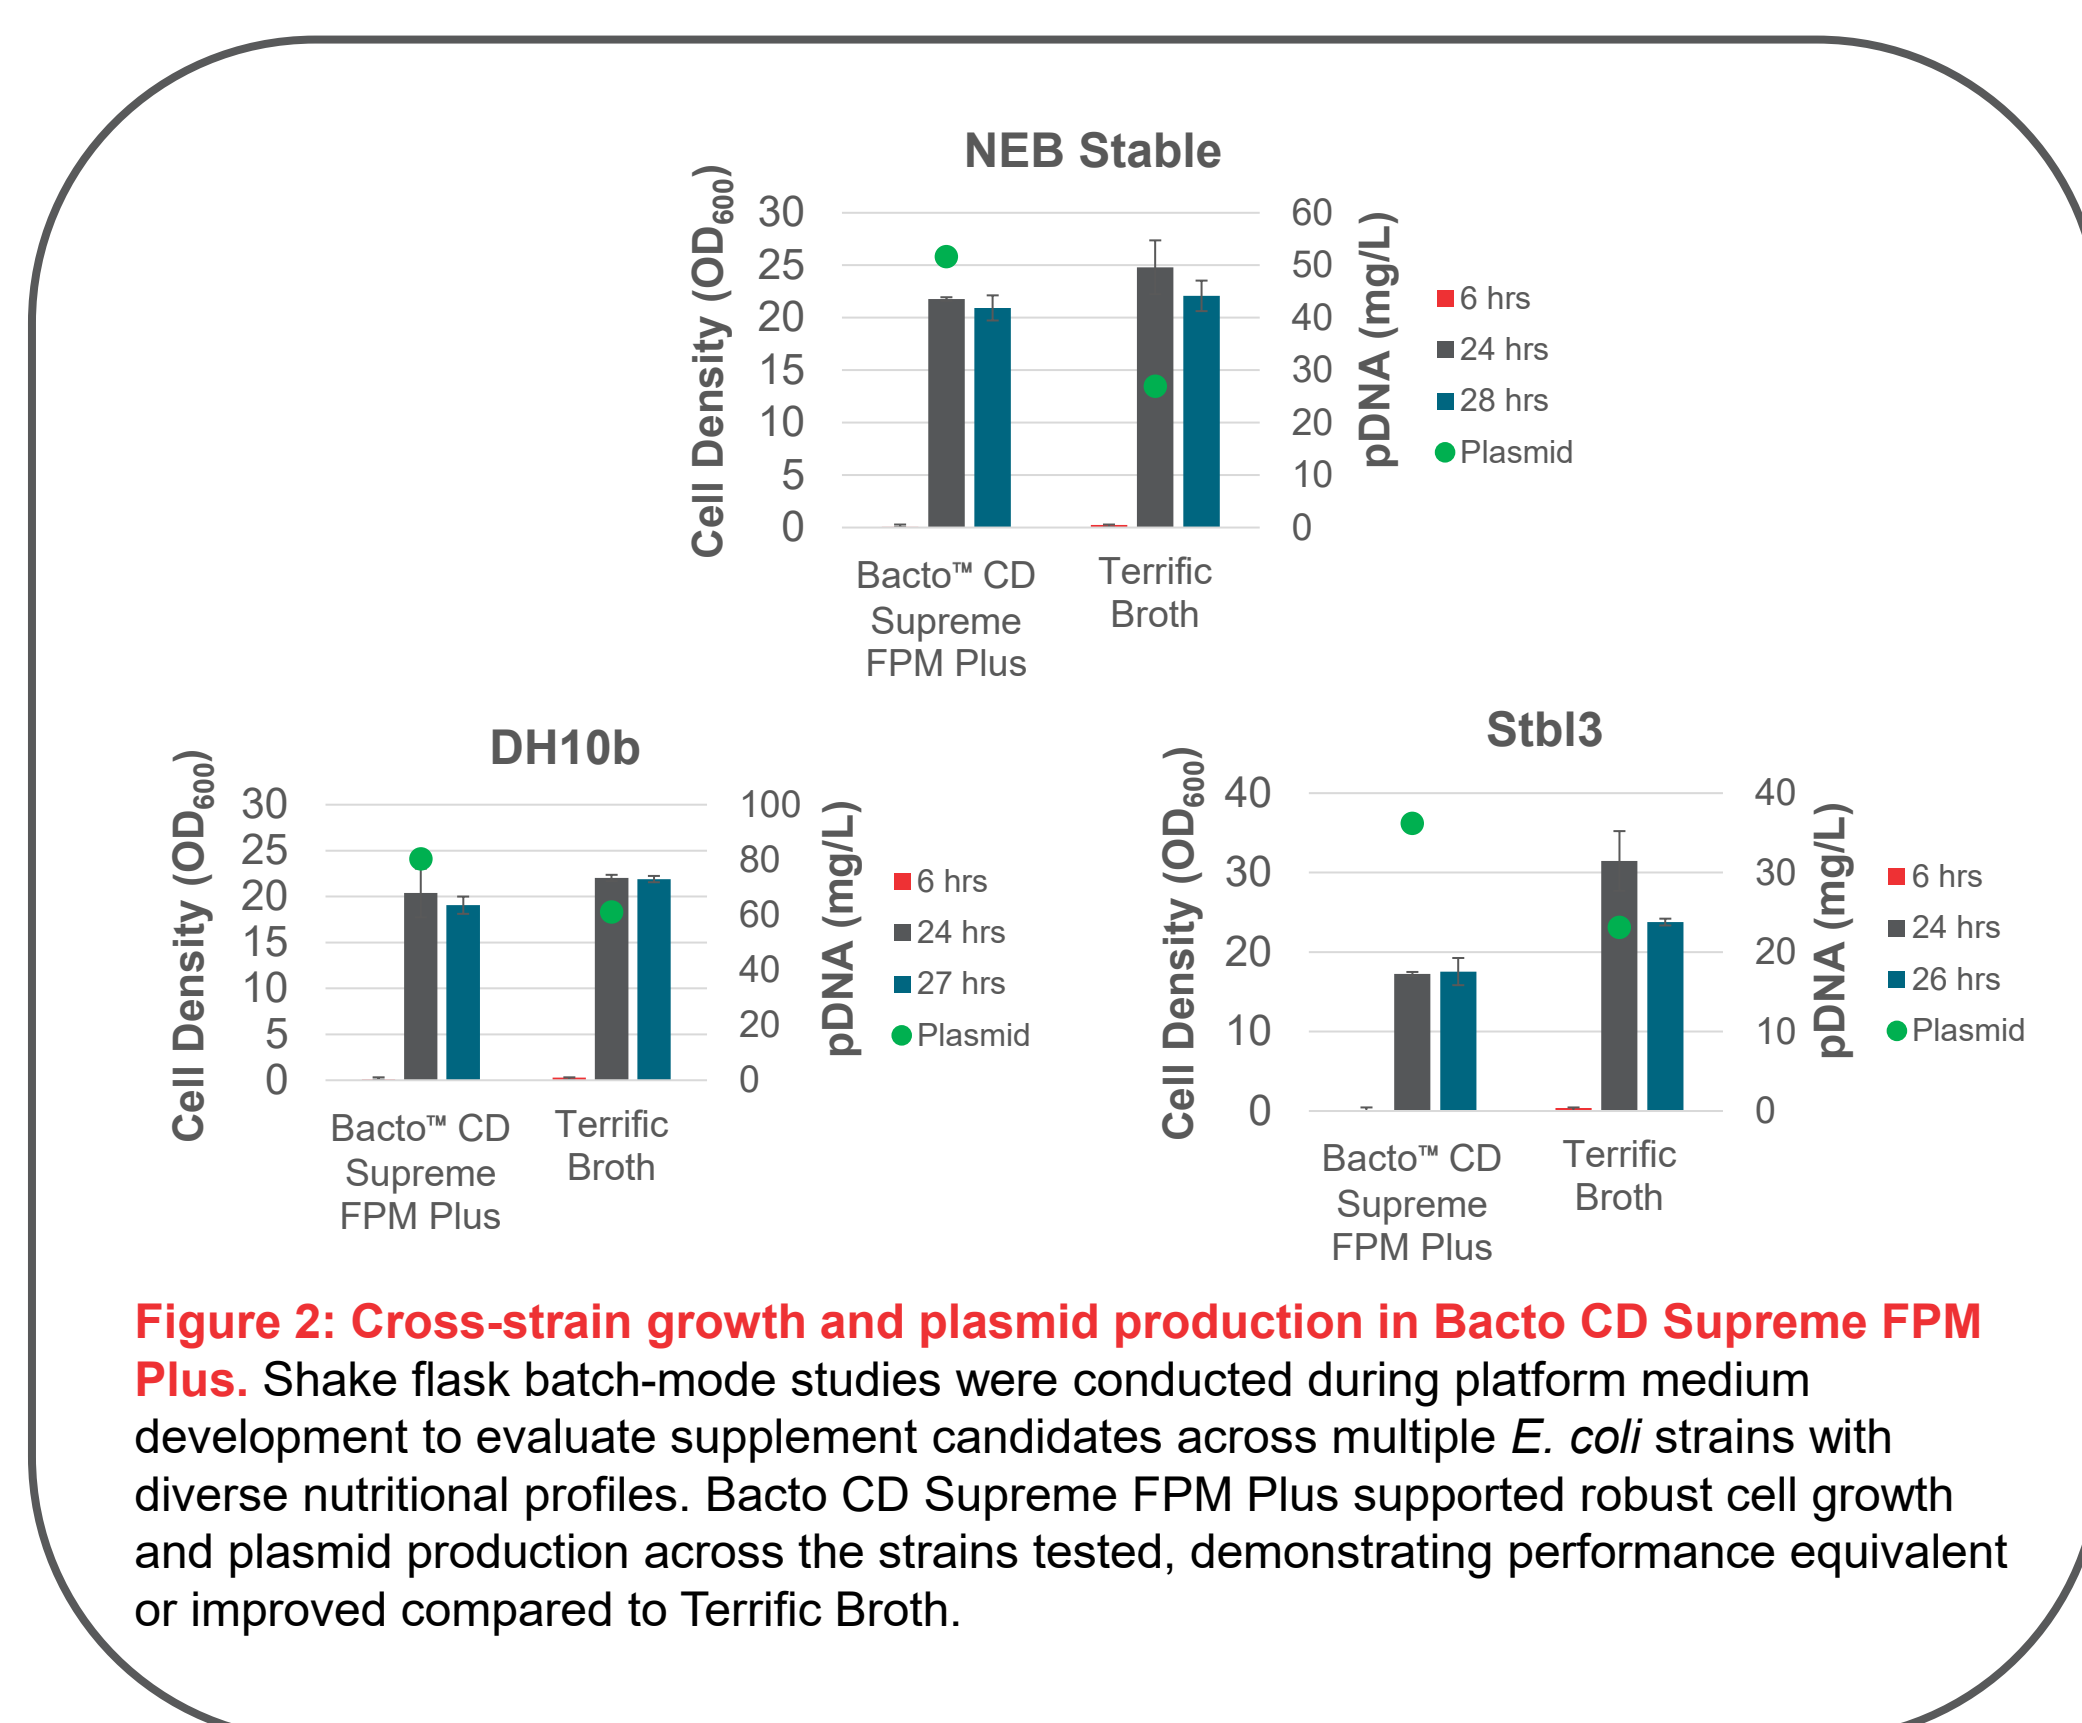 NEB Stable
Cell Density (OD600)
30
25
20
15
10
5
0
60
50
40
30
20
10
0
pDNA (mg/L)
6 hrs
24 hrs
28 hrs
Plasmid
Bacto™ CD
Supreme
FPM Plus
Terrific
Broth
DH10b
Cell Density (OD600)
30
25
20
15
10
5
0
100
80
60
40
20
0
pDNA (mg/L)
6 hrs
24 hrs
27 hrs
Plasmid
Bacto™ CD
Supreme
FPM Plus
Terrific
Broth
Stbl3
Cell Density (OD600)
40
30
20
10
0
40
30
20
10
0
pDNA (mg/L)
6 hrs
24 hrs
26 hrs
Plasmid
Bacto™ CD
Supreme
FPM Plus
Terrific
Broth
Figure 2: Cross-strain growth and plasmid production in Bacto CD Supreme FPM
Plus. Shake flask batch-mode studies were conducted during platform medium
development to evaluate supplement candidates across multiple E. coli strains with
diverse nutritional profiles. Bacto CD Supreme FPM Plus supported robust cell growth
and plasmid production across the strains tested, demonstrating performance equivalent
or improved compared to Terrific Broth.